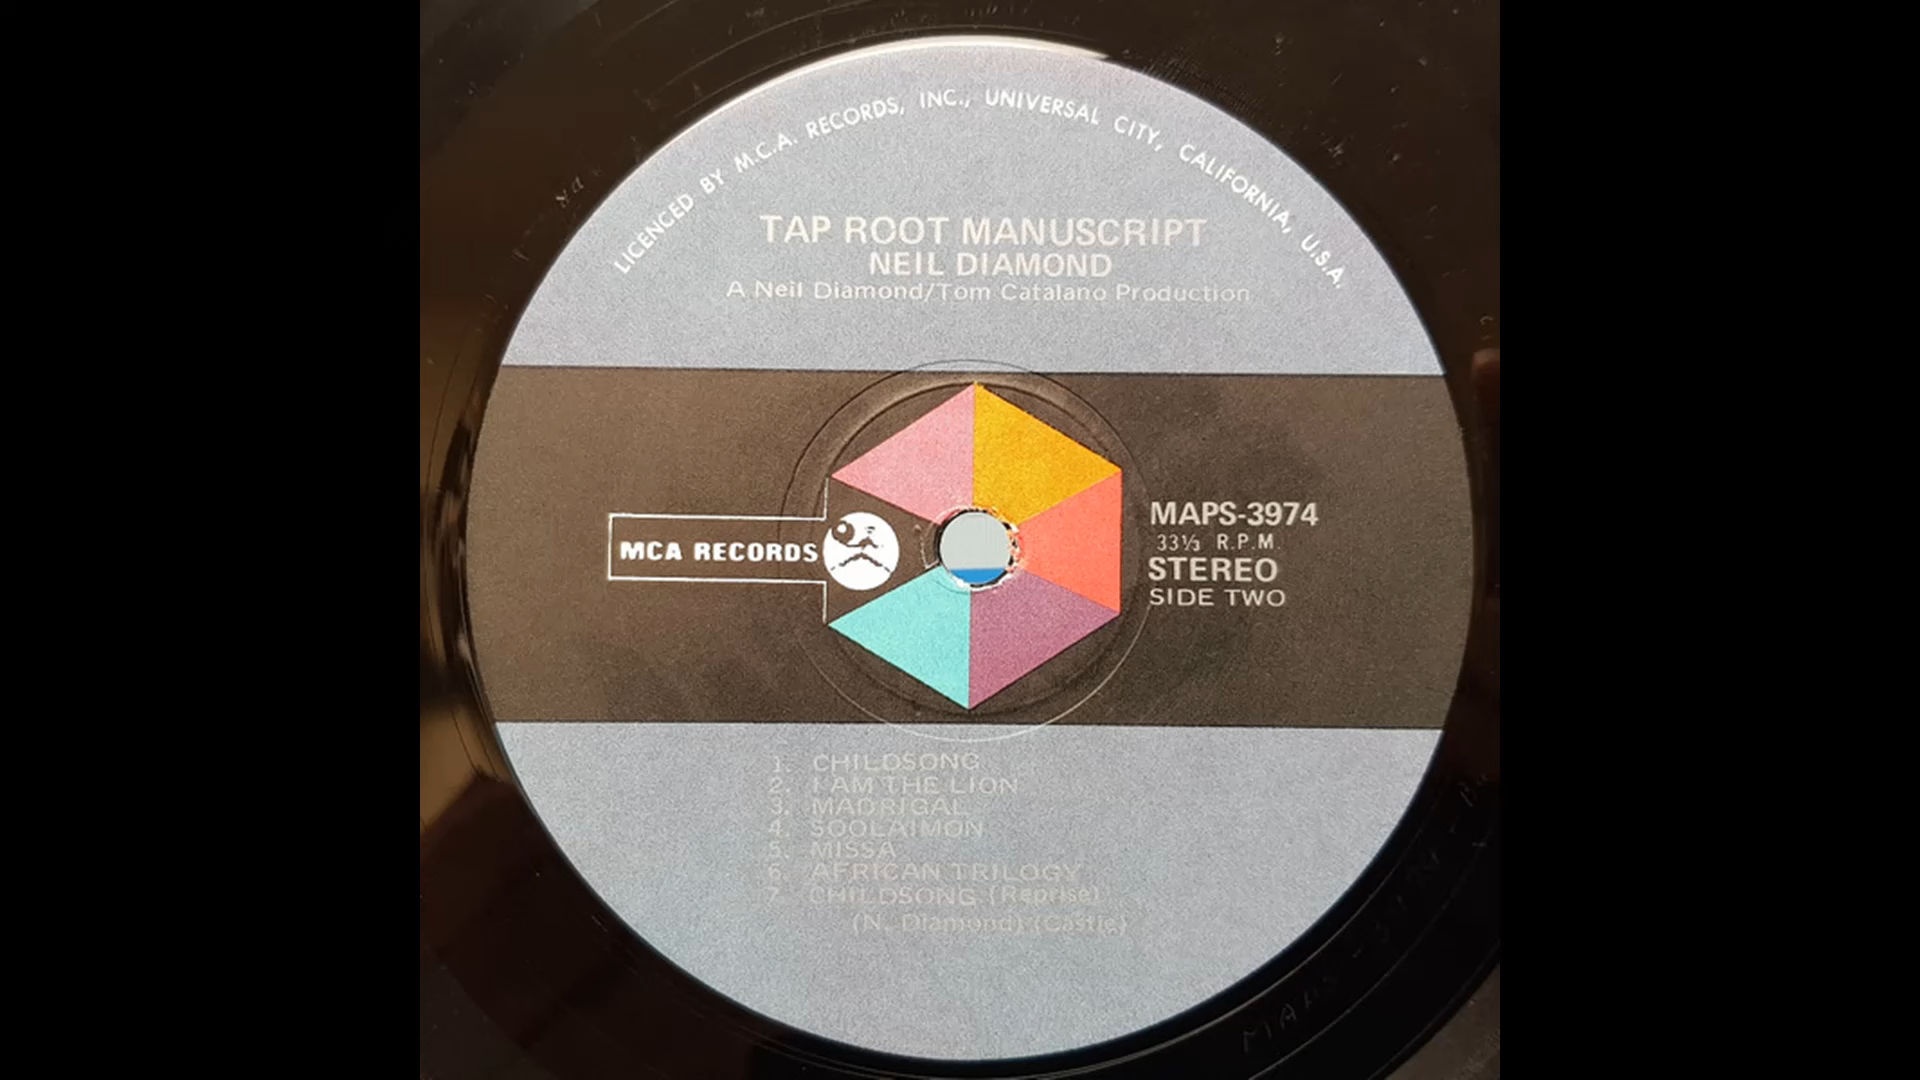 LICENCED BY M.C.A. RECORDS, INC., UNIVERSAL CITY, CALIFORNIA, U.S.A.
TAP ROOT MANUSCRIPT
NEIL DIAMOND
A Neil Diamond/Tom Catalano Production
MCA RECORDS
MAPS-3974
33⅓ R.P.M.
STEREO
SIDE TWO
1. CHILDSONG
2. I AM THE LION
3. MADRIGAL
4. SOOLAIMON
5. MISSA
6. AFRICAN TRILOGY
7. CHILDSONG (Reprise)
(N. Diamond) (Castle)